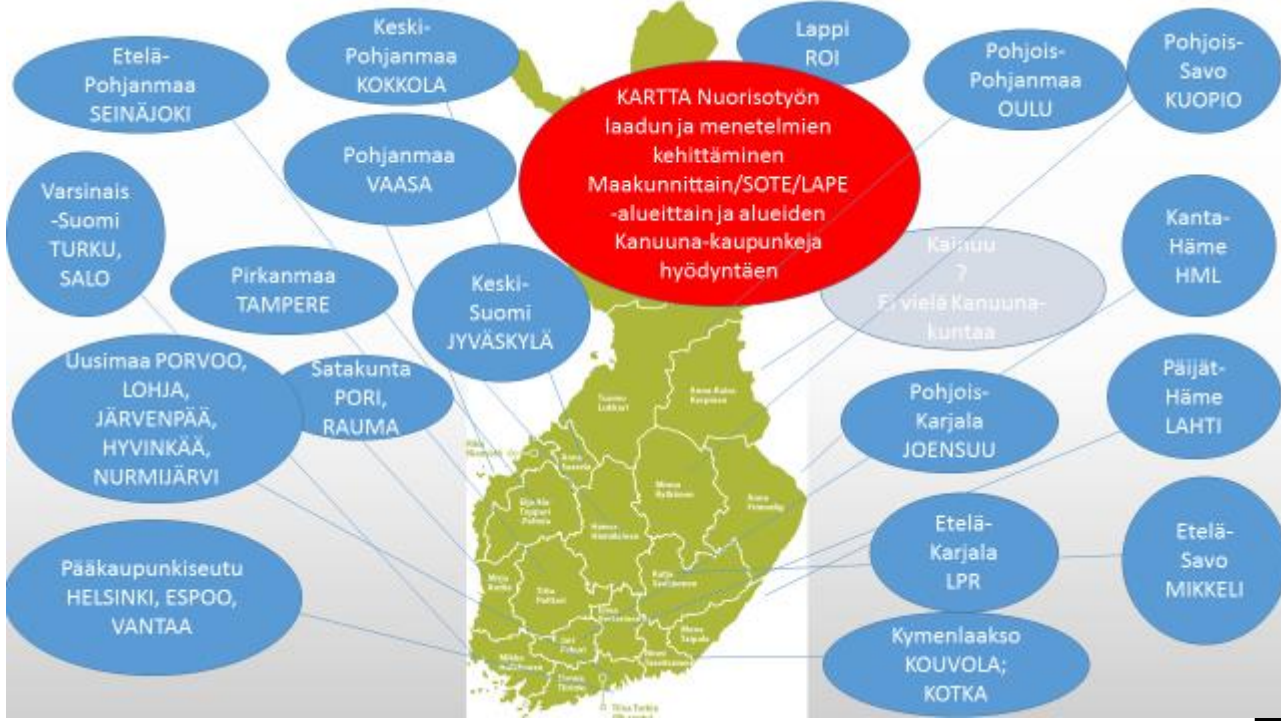 Keski-
Pohjanmaa
KOKKOLA
Lappi
ROI
Etelä-
Pohjanmaa
SEINÄJOKI
Pohjois-
Pohjanmaa
OULU
Pohjois-
Savo
KUOPIO
KARTTA Nuorisotyön
laadun ja menetelmien
kehittäminen
Maakunnittain/SOTE/LAPE
-alueittain ja alueiden
Kanuuna-kaupunkeja
hyödyntäen
Pohjanmaa
VAASA
Varsinais
-Suomi
TURKU,
SALO
Kanta-
Häme
HML
Pirkanmaa
TAMPERE
Keski-
Suomi
JYVÄSKYLÄ
Kainuu
?
Ei vielä Kanuuna-
kuntaa
Uusimaa PORVOO,
LOHJA,
JÄRVENPÄÄ,
HYVINKÄÄ,
NURMIJÄRVI
Satakunta
PORI,
RAUMA
Pohjois-
Karjala
JOENSUU
Päijät-
Häme
LAHTI
Pääkaupunkiseutu
HELSINKI, ESPOO,
VANTAA
Etelä-
Karjala
LPR
Etelä-
Savo
MIKKELI
Kymenlaakso
KOUVOLA;
KOTKA